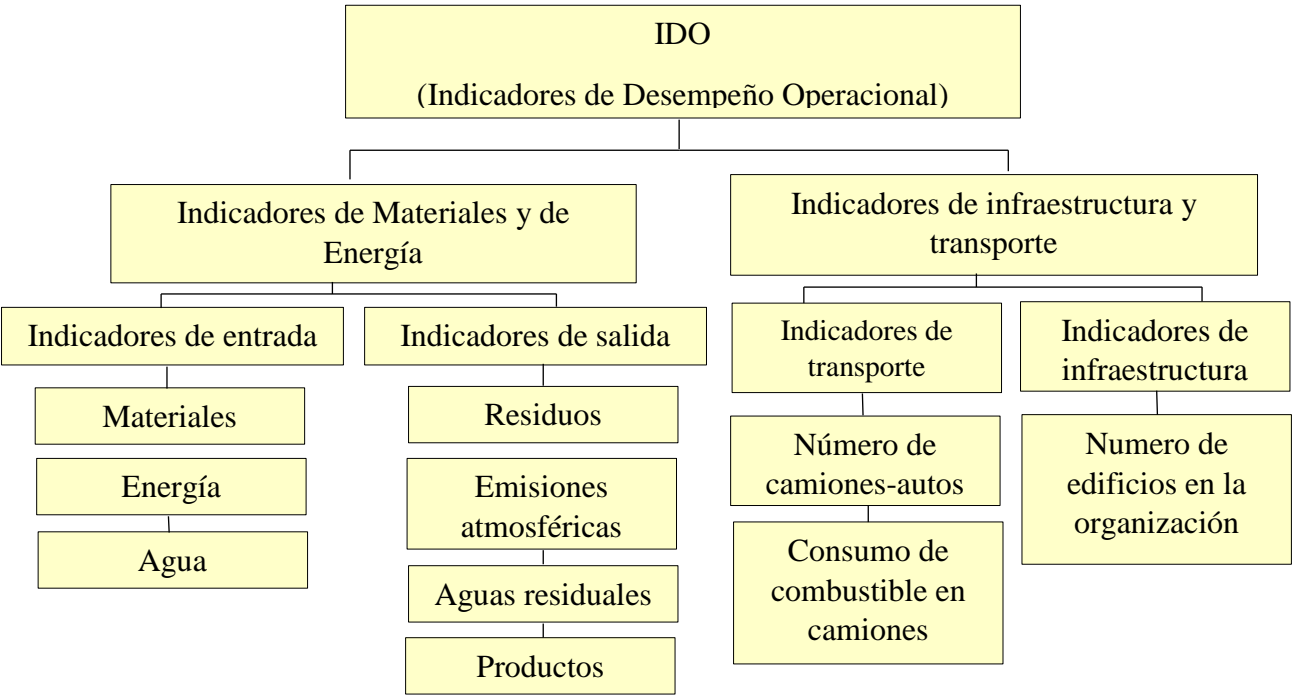 IDO
(Indicadores de Desempeño Operacional)
Indicadores de Materiales y de
Energía
Indicadores de infraestructura y
transporte
Indicadores de entrada
Indicadores de salida
Indicadores de
transporte
Indicadores de
infraestructura
Materiales
Energía
Agua
Residuos
Emisiones
atmosféricas
Aguas residuales
Productos
Número de
camiones-autos
Consumo de
combustible en
camiones
Numero de
edificios en la
organización